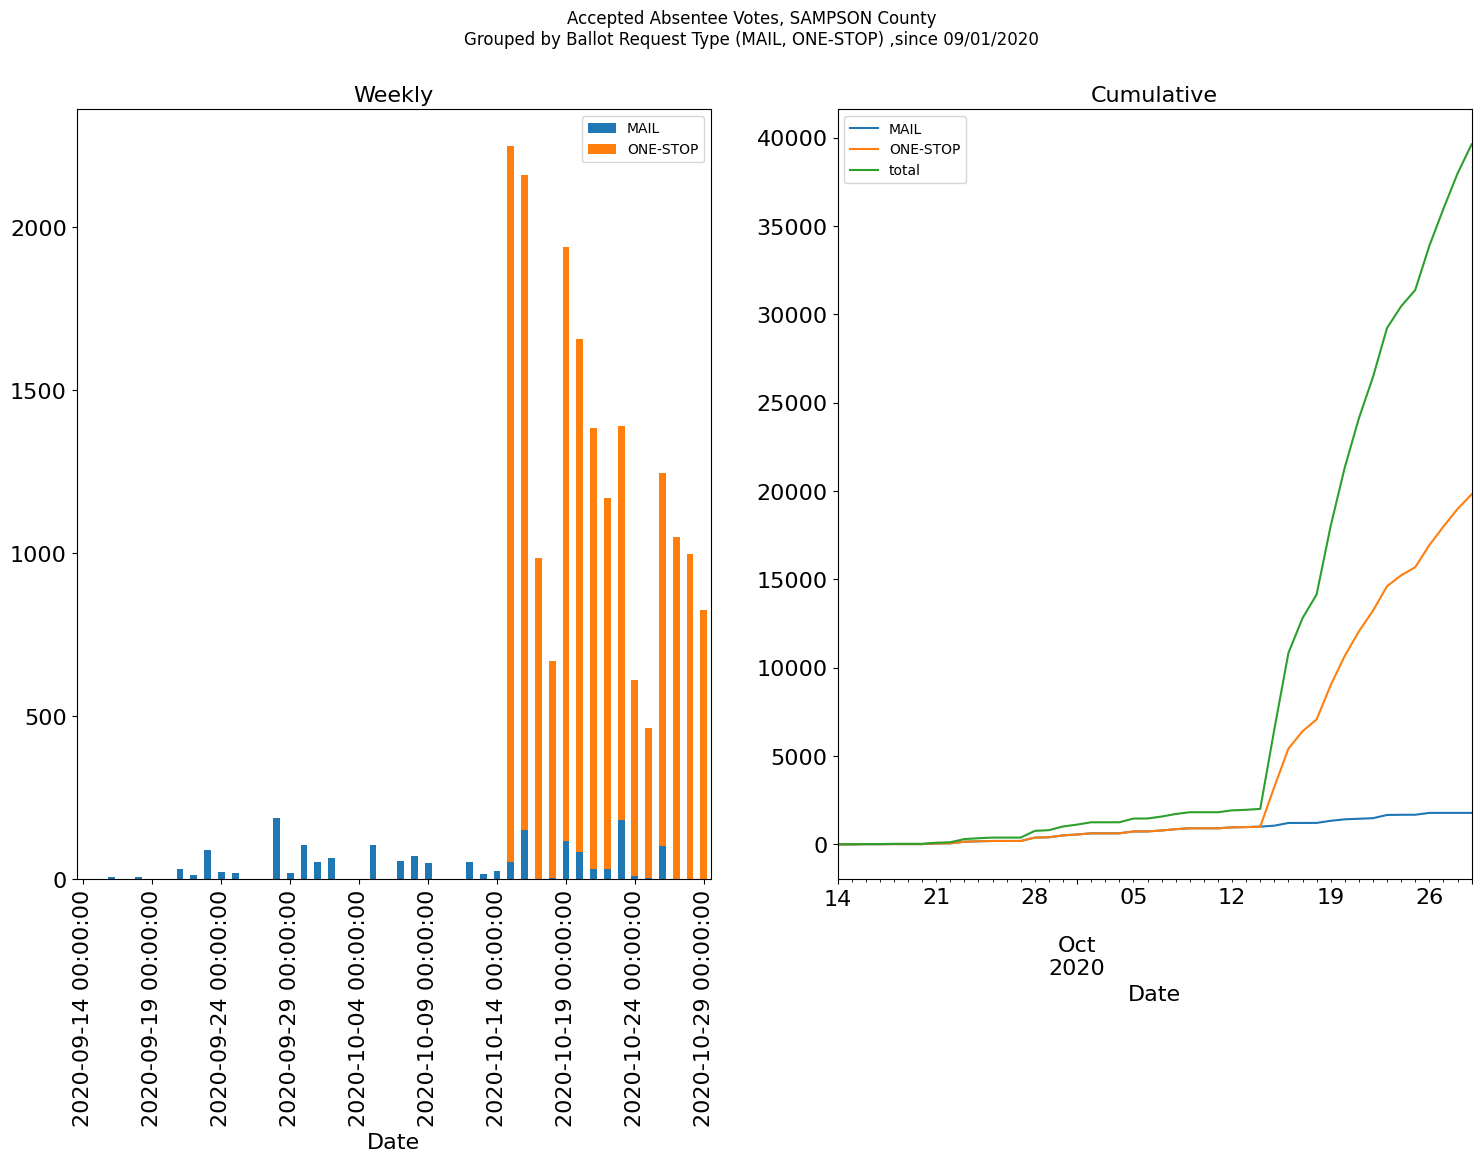 Accepted Absentee Votes, SAMPSON County
Grouped by Ballot Request Type (MAIL, ONE-STOP) ,since 09/01/2020
Weekly
MAIL
ONE-STOP
2000
1500
1000
500
0
2020-09-14 00:00:00
2020-09-19 00:00:00
2020-09-24 00:00:00
2020-09-29 00:00:00
2020-10-04 00:00:00
2020-10-09 00:00:00
2020-10-14 00:00:00
2020-10-19 00:00:00
2020-10-24 00:00:00
2020-10-29 00:00:00
Date
Cumulative
MAIL
ONE-STOP
total
40000
35000
30000
25000
20000
15000
10000
5000
0
14 21 28 05 12 19 26
Oct
2020
Date